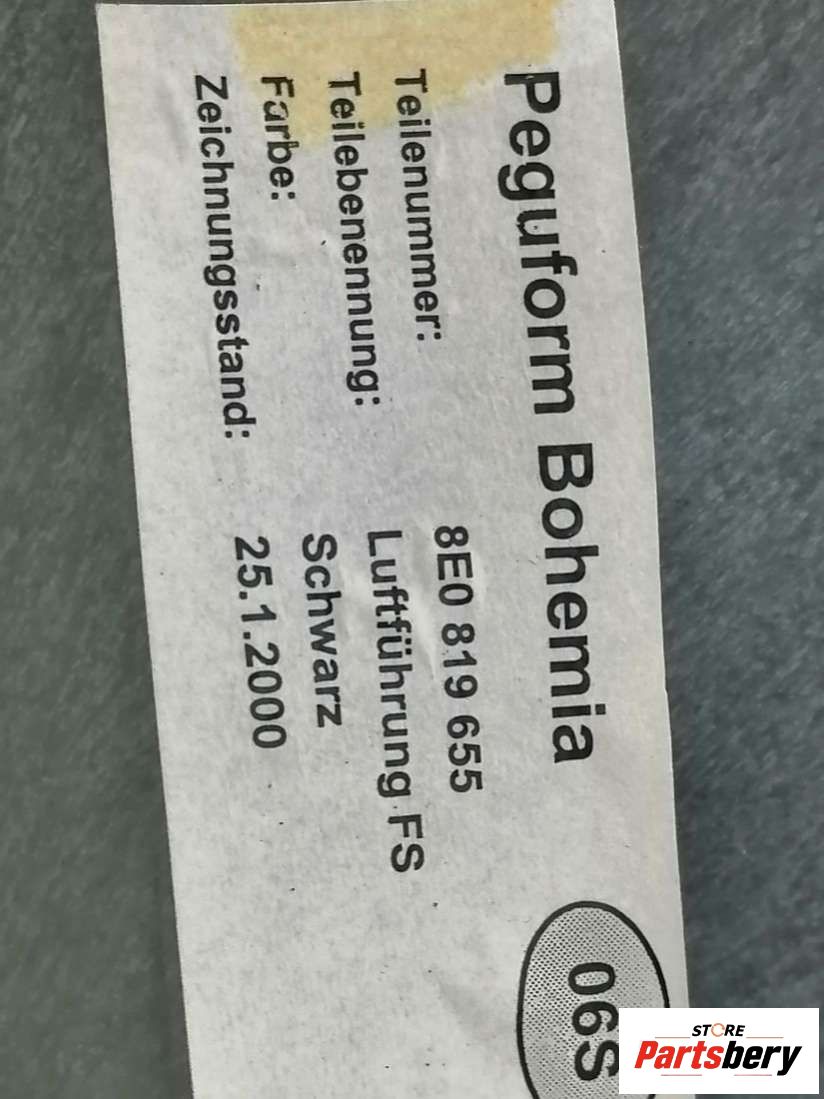 Peguform Bohemia
Teilenummer: 8E0 819 655
Teilebenennung: Luftführung FS
Farbe: Schwarz
Zeichnungsstand: 25.1.2000
06S
STORE
Partsbery